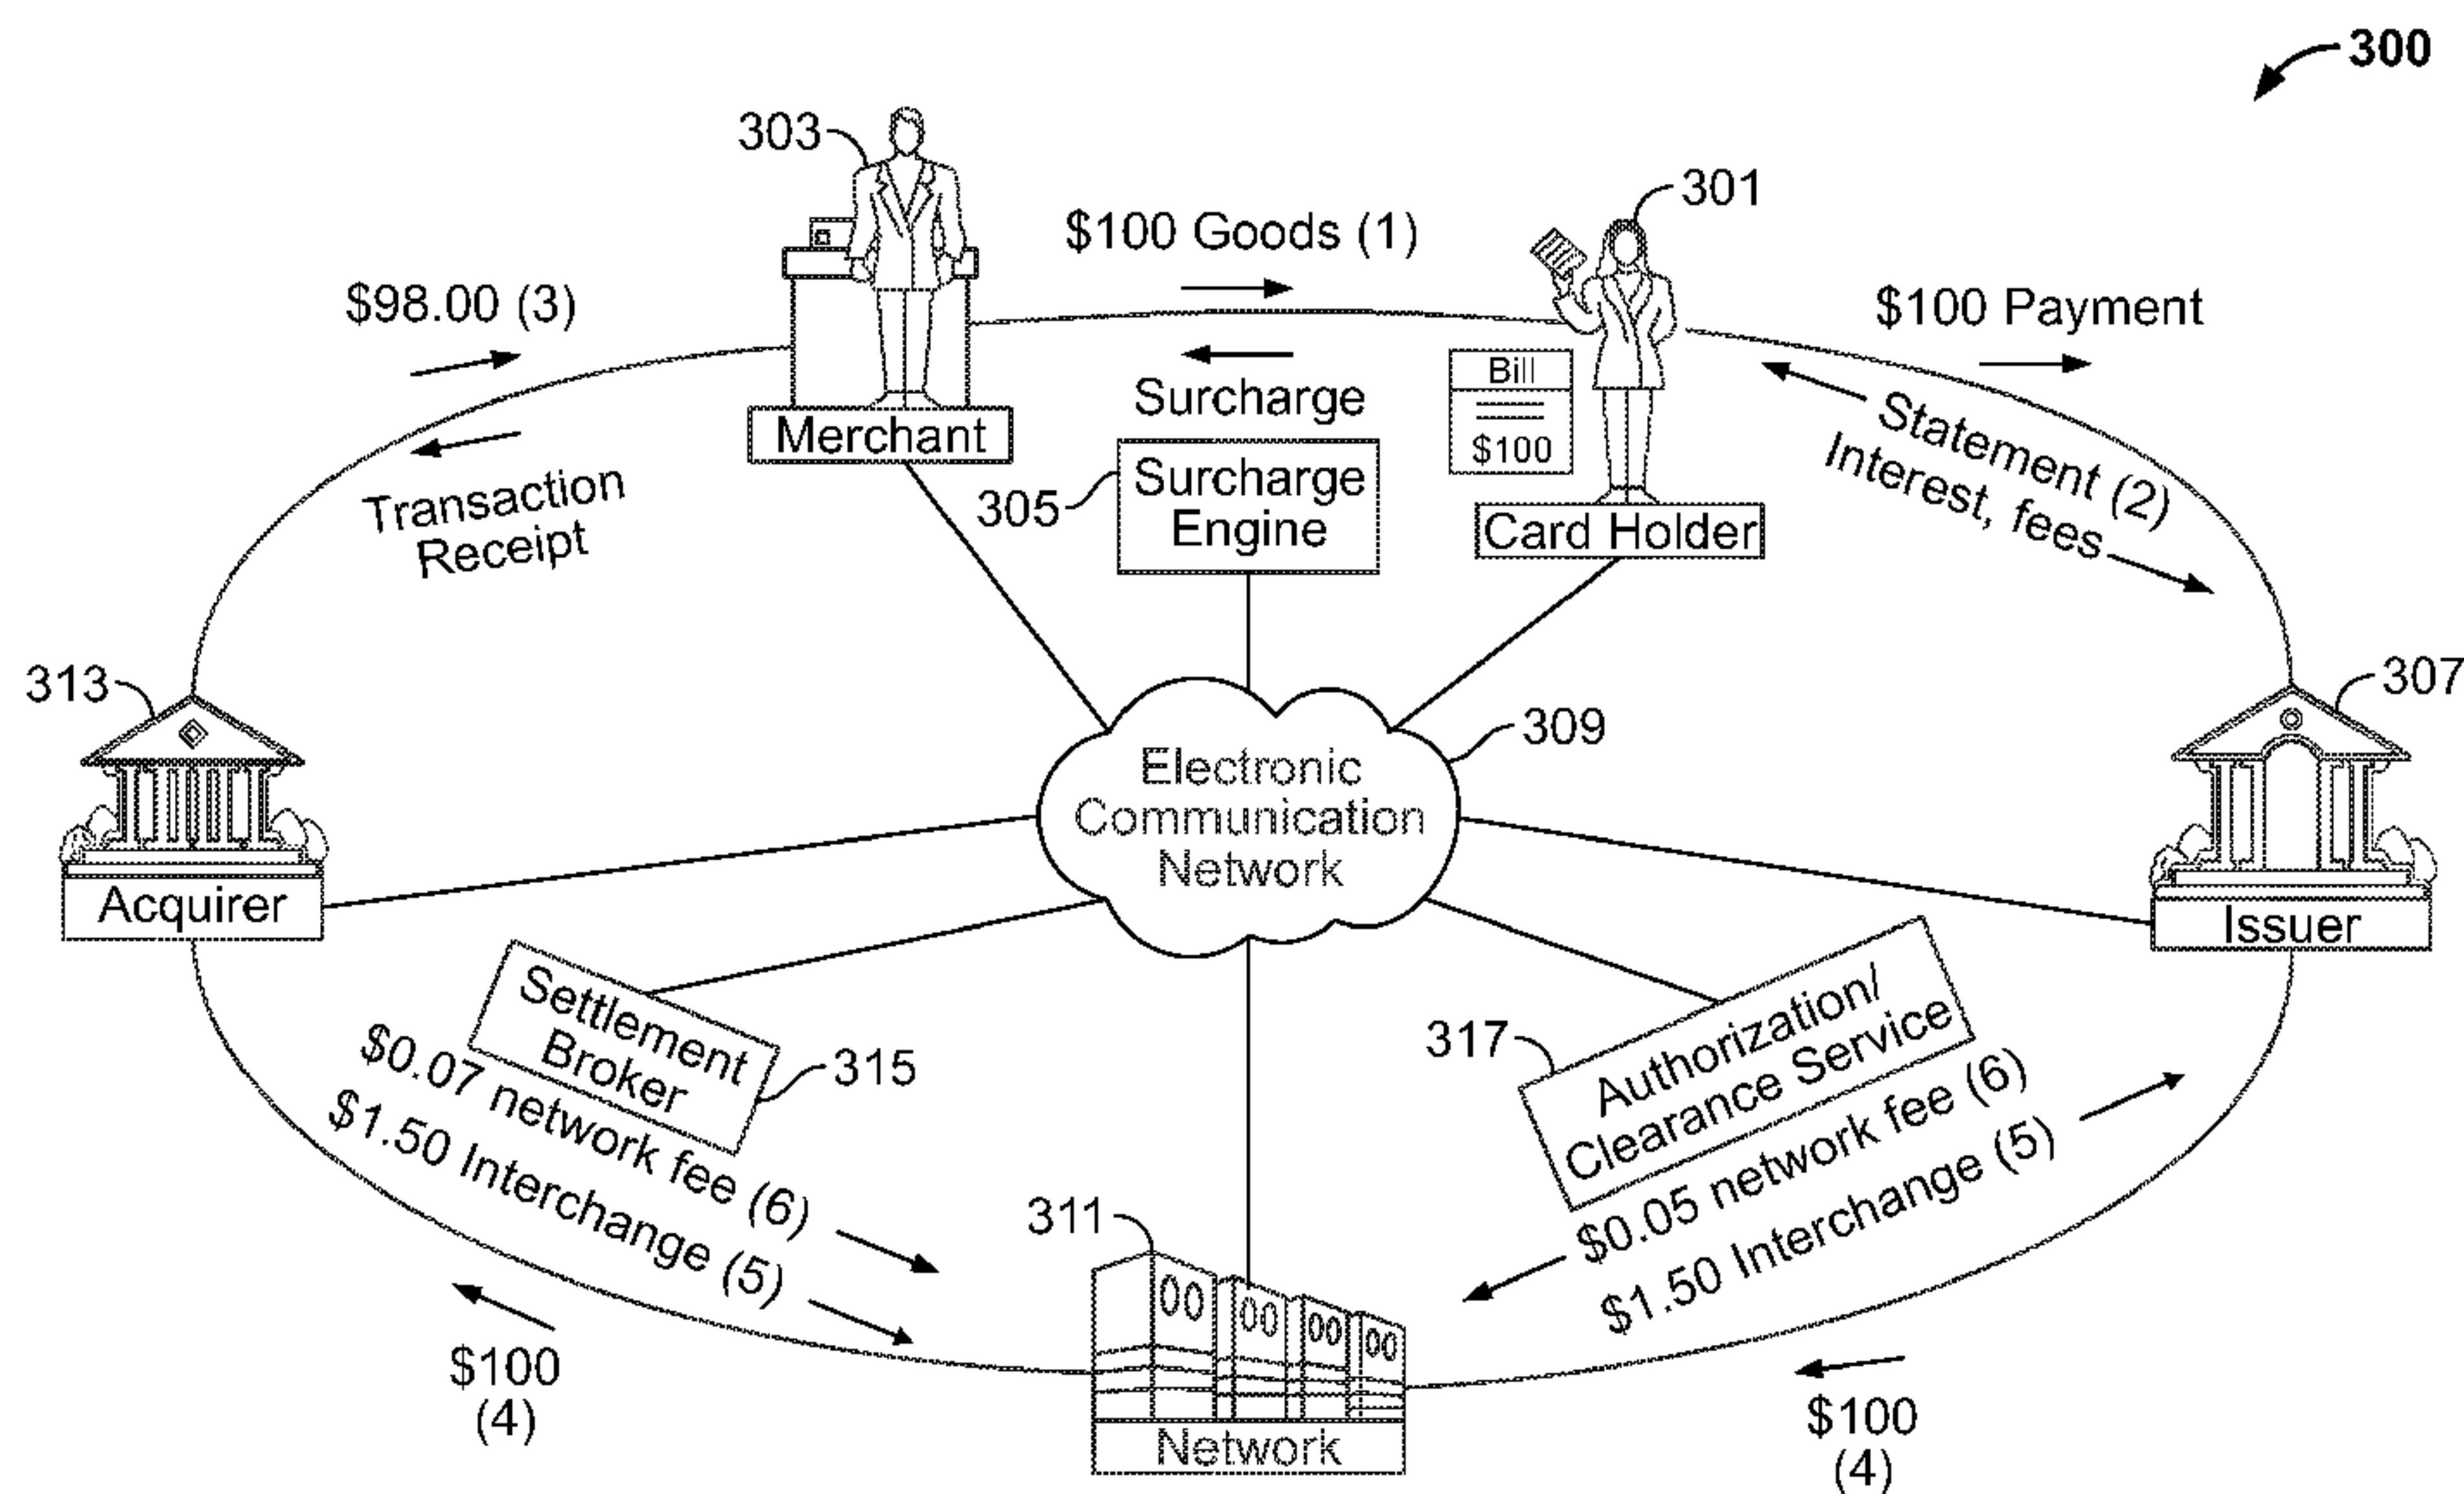 300
303
301
$100 Goods (1)
$98.00 (3)
$100 Payment
Surcharge
Bill
$100
Merchant
Statement (2)
Interest, fees
Transaction
Receipt
305
Surcharge
Engine
Card Holder
313
307
309
Electronic
Communication
Network
Acquirer
Issuer
Settlement
Broker
315
$0.07 network fee (6)
$1.50 Interchange (5)
317
Authorization/
Clearance Service
$0.05 network fee (6)
$1.50 Interchange (5)
311
$100
(4)
$100
(4)
Network